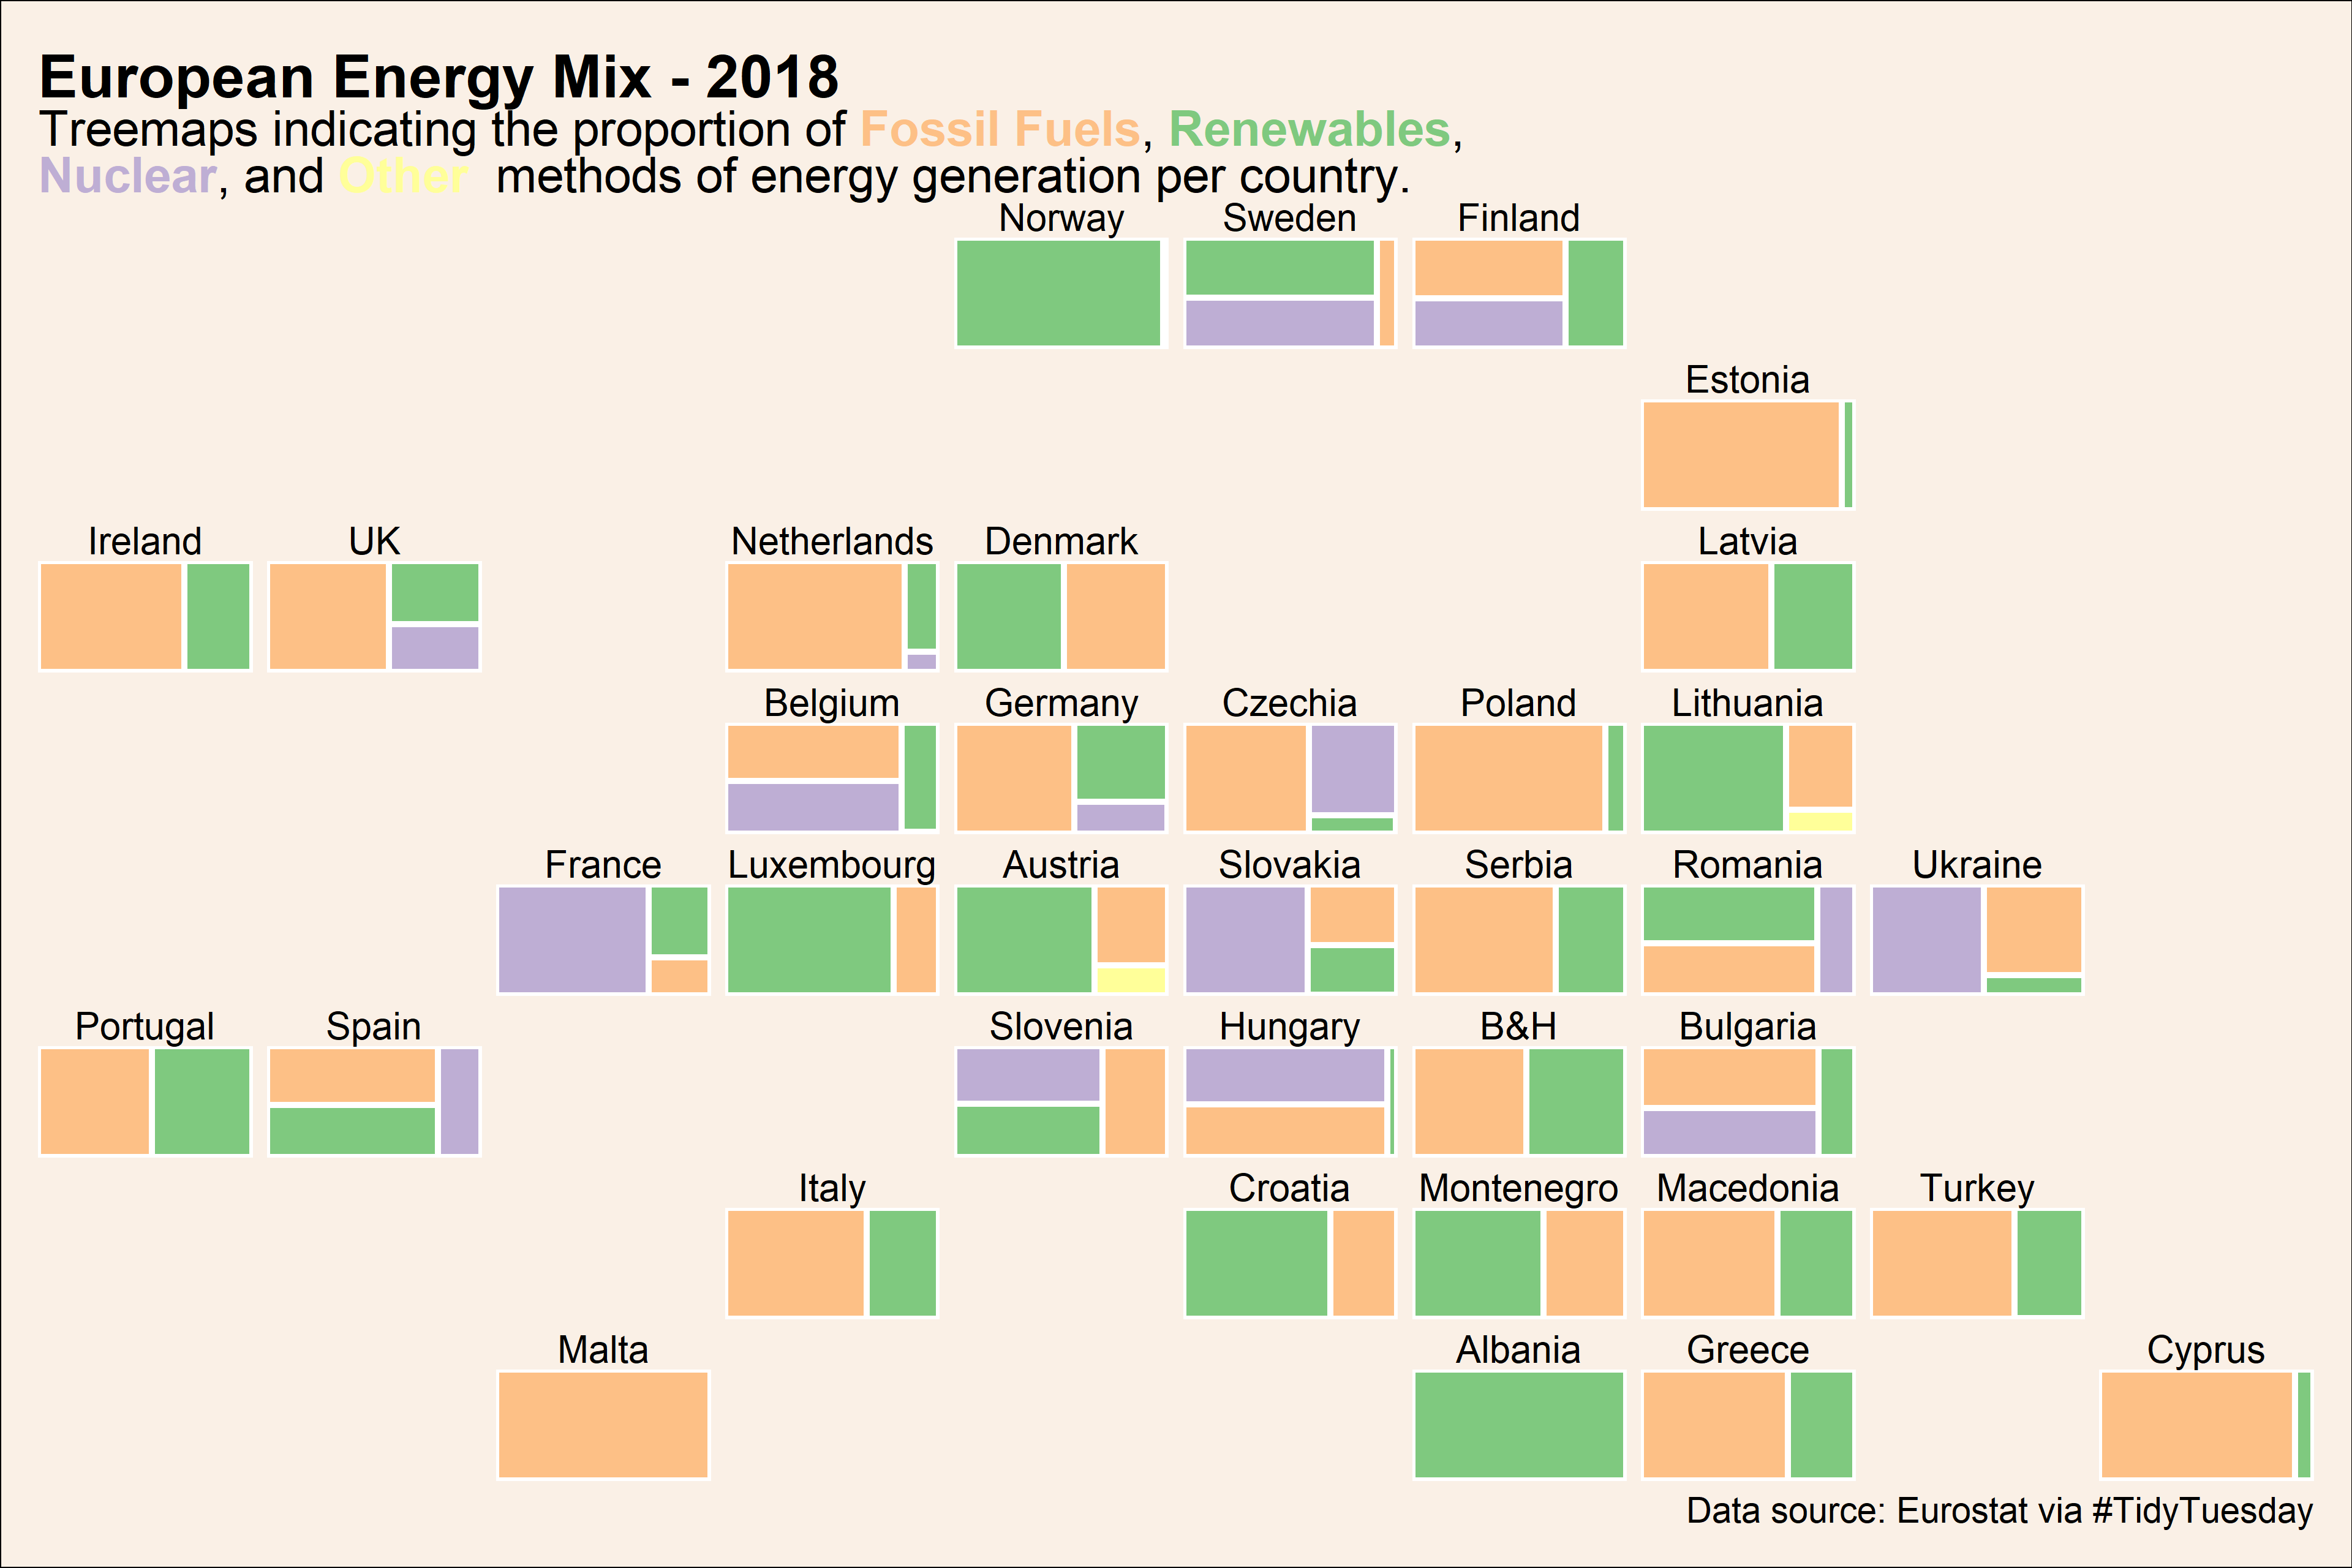 European Energy Mix - 2018
Treemaps indicating the proportion of Fossil Fuels, Renewables,
Nuclear, and Other methods of energy generation per country.
Norway Sweden Finland
Estonia
Ireland UK Netherlands Denmark Latvia
Belgium Germany Czechia Poland Lithuania
France Luxembourg Austria Slovakia Serbia Romania Ukraine
Portugal Spain Slovenia Hungary B&H Bulgaria
Italy Croatia Montenegro Macedonia Turkey
Malta Albania Greece Cyprus
Data source: Eurostat via #TidyTuesday